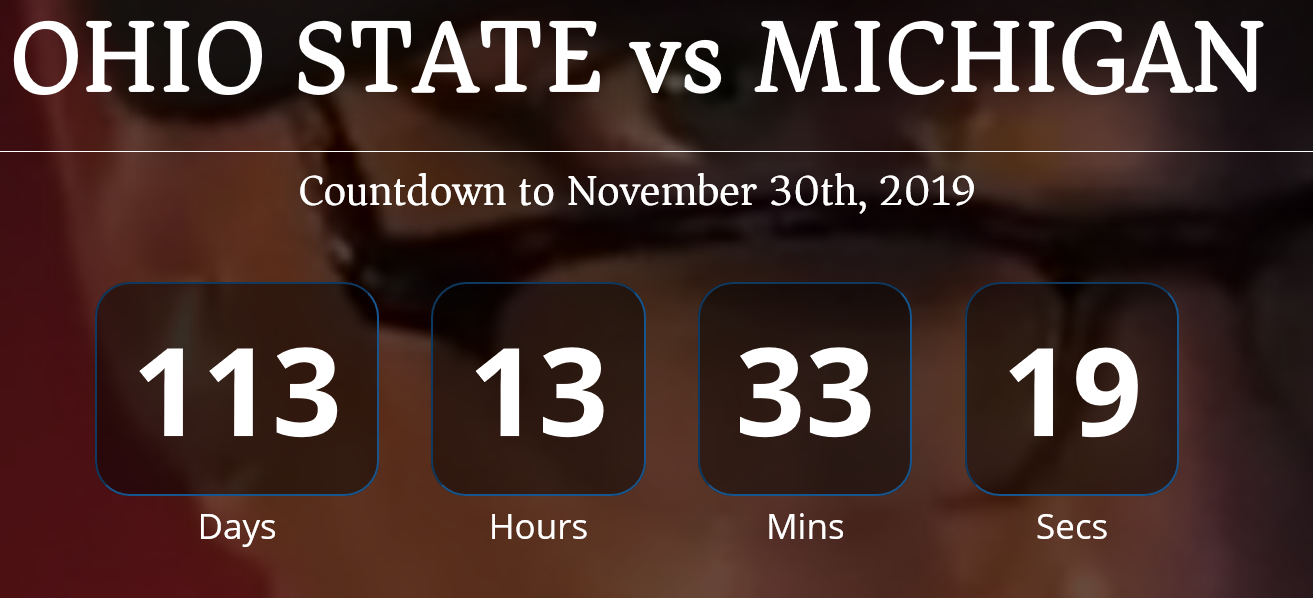 OHIO STATE vs MICHIGAN
Countdown to November 30th, 2019
113 13 33 19
Days Hours Mins Secs